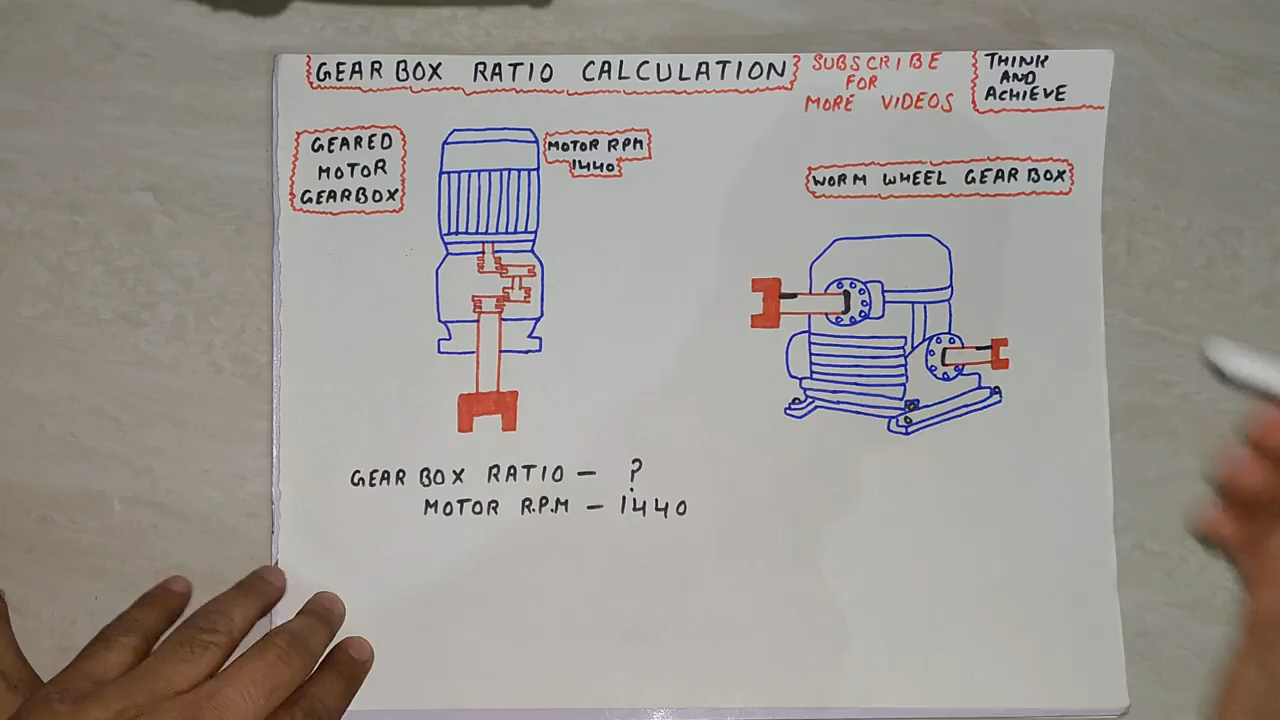 GEAR BOX RATIO CALCULATION
SUBSCRIBE
FOR
MORE VIDEOS
THINK
AND
ACHIEVE
GEARED
MOTOR
GEARBOX
MOTOR RPM
1440
WORM WHEEL GEAR BOX
GEAR BOX RATIO – ?
MOTOR R.P.M – 1440